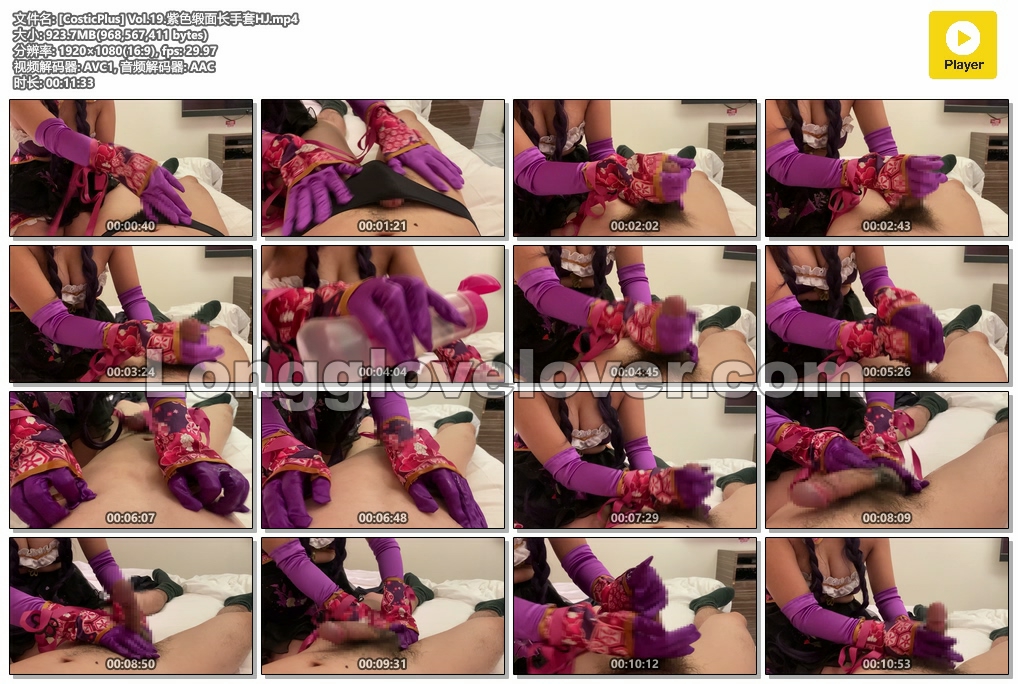 文件名: [CosticPlus] Vol.19.紫色缎面长手套HJ.mp4
大小: 923.7MB(968,567,411 bytes)
分辨率: 1920×1080(16:9), fps: 29.97
视频解码器: AVC1, 音频解码器: AAC
时长: 00:11:33
Player
00:00:40
00:01:21
00:02:02
00:02:43
00:03:24
00:04:04
00:04:45
00:05:26
Longglovelover.com
00:06:07
00:06:48
00:07:29
00:08:09
00:08:50
00:09:31
00:10:12
00:10:53